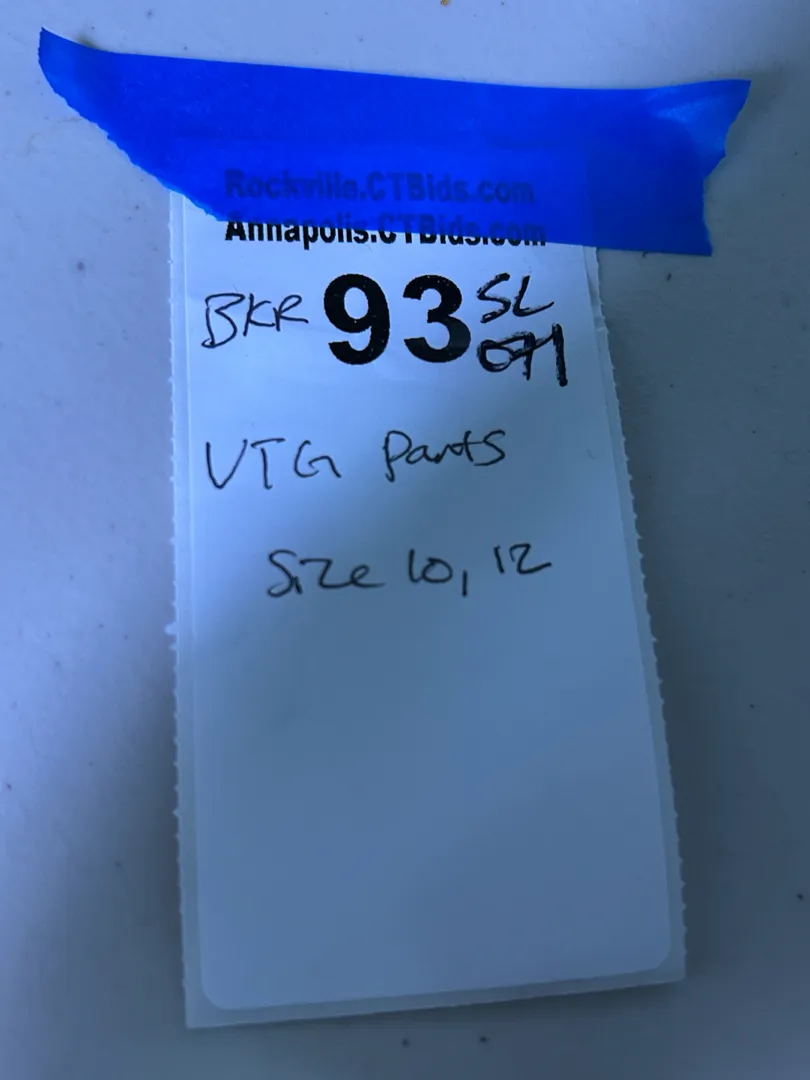 Rockville.CTBids.com
Annapolis.CTBids.com
BKR 93 SL
071
VTG Pants
Size 10, 12